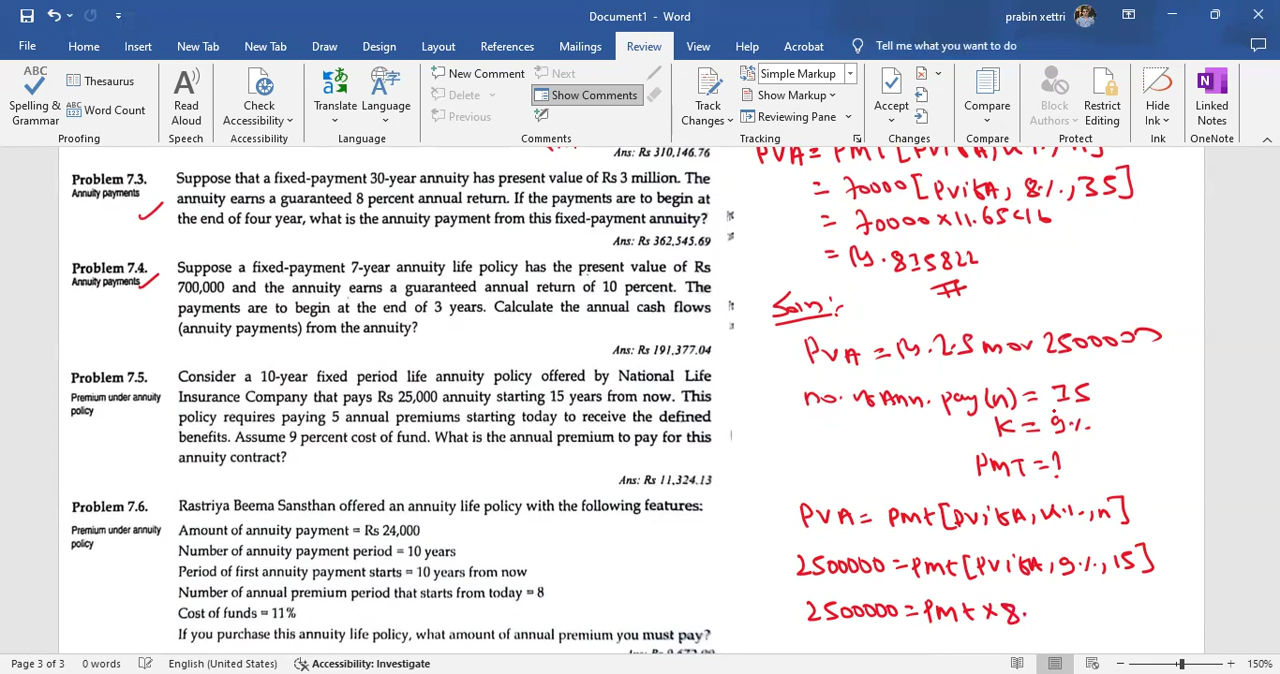 Document1 - Word
prabin xettri
File Home Insert New Tab New Tab Draw Design Layout References Mailings Review View Help Acrobat Tell me what you want to do
Spelling & Grammar
Thesaurus
Word Count
Proofing
Read Aloud
Speech
Check Accessibility
Accessibility
Translate
Language
Language
New Comment
Delete
Previous
Next
Show Comments
Comments
Track Changes
Simple Markup
Show Markup
Reviewing Pane
Tracking
Accept
Changes
Compare
Compare
Block Authors
Restrict Editing
Protect
Hide Ink
Ink
Linked Notes
OneNote
Ans: Rs 310,146.76
Problem 7.3.
Annuity payments
Suppose that a fixed-payment 30-year annuity has present value of Rs 3 million. The
annuity earns a guaranteed 8 percent annual return. If the payments are to begin at
the end of four year, what is the annuity payment from this fixed-payment annuity?
Ans: Rs 362,545.69
Problem 7.4.
Annuity payments
Suppose a fixed-payment 7-year annuity life policy has the present value of Rs
700,000 and the annuity earns a guaranteed annual return of 10 percent. The
payments are to begin at the end of 3 years. Calculate the annual cash flows
(annuity payments) from the annuity?
Ans: Rs 191,377.04
Problem 7.5.
Premium under annuity
policy
Consider a 10-year fixed period life annuity policy offered by National Life
Insurance Company that pays Rs 25,000 annuity starting 15 years from now. This
policy requires paying 5 annual premiums starting today to receive the defined
benefits. Assume 9 percent cost of fund. What is the annual premium to pay for this
annuity contract?
Ans: Rs 11,324.13
Problem 7.6.
Premium under annuity
policy
Rastriya Beema Sansthan offered an annuity life policy with the following features:
Amount of annuity payment = Rs 24,000
Number of annuity payment period = 10 years
Period of first annuity payment starts = 10 years from now
Number of annual premium period that starts from today = 8
Cost of funds = 11%
If you purchase this annuity life policy, what amount of annual premium you must pay?
PVA = PMT [PVifA, k%, n]
= 70000 [PvifA, 8%, 35]
= 70000 × 11.6546
= Rs. 815822
Soln:
PVA = Rs. 2.5 m or 2500000
no. of Ann. pay (n) = 15
K = 9%
PMT = ?
PVA = Pmt [PvifA, k%, n]
2500000 = Pmt [PvifA, 9%, 15]
2500000 = Pmt × 8.
Page 3 of 3 0 words English (United States) Accessibility: Investigate 150%